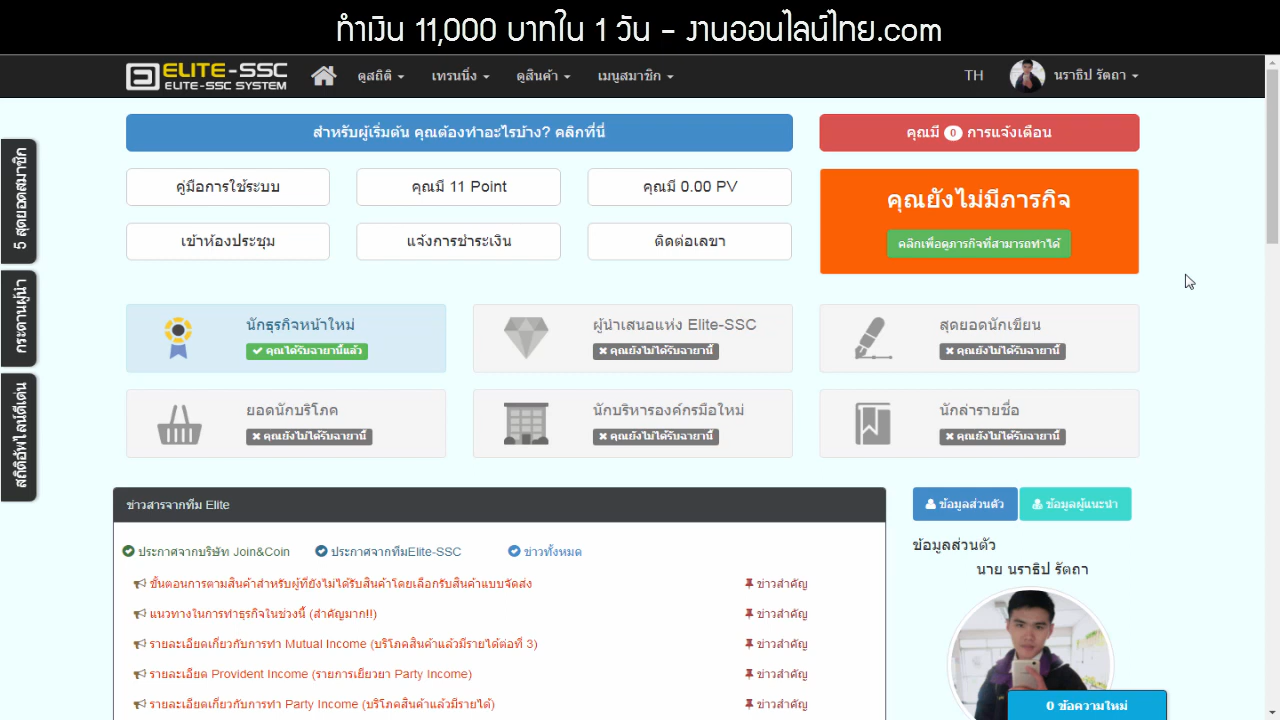 ทำเงิน 11,000 บาทใน 1 วัน - งานออนไลน์ไทย.com
ELITE-SSC
ELITE-SSC SYSTEM
ดูสถิติ
เทรนนิ่ง
ดูสินค้า
เมนูสมาชิก
TH
นราธิป รัตถา
5 สุดยอดสมาชิก
กระดานผู้นำ
สถิติอัพไลน์ดีเด่น
สำหรับผู้เริ่มต้น คุณต้องทำอะไรบ้าง? คลิกที่นี่
คุณมี 0 การแจ้งเตือน
คู่มือการใช้ระบบ
คุณมี 11 Point
คุณมี 0.00 PV
เข้าห้องประชุม
แจ้งการชำระเงิน
ติดต่อเลขา
คุณยังไม่มีภารกิจ
คลิกเพื่อดูภารกิจที่สามารถทำได้
นักธุรกิจหน้าใหม่
คุณได้รับฉายานี้แล้ว
ผู้นำเสนอแห่ง Elite-SSC
คุณยังไม่ได้รับฉายานี้
สุดยอดนักเขียน
คุณยังไม่ได้รับฉายานี้
ยอดนักบริโภค
คุณยังไม่ได้รับฉายานี้
นักบริหารองค์กรมือใหม่
คุณยังไม่ได้รับฉายานี้
นักล่ารายชื่อ
คุณยังไม่ได้รับฉายานี้
ข่าวสารจากทีม Elite
ประกาศจากบริษัท Join&Coin
ประกาศจากทีมElite-SSC
ข่าวทั้งหมด
ขั้นตอนการตามสินค้าสำหรับผู้ที่ยังไม่ได้รับสินค้าโดยเลือกรับสินค้าแบบจัดส่ง
ข่าวสำคัญ
แนวทางในการทำธุรกิจในช่วงนี้ (สำคัญมาก!!)
ข่าวสำคัญ
รายละเอียดเกี่ยวกับการทำ Mutual Income (บริโภคสินค้าแล้วมีรายได้ต่อที่ 3)
ข่าวสำคัญ
รายละเอียด Provident Income (รายการเยียวยา Party Income)
ข่าวสำคัญ
รายละเอียดเกี่ยวกับการทำ Party Income (บริโภคสินค้าแล้วมีรายได้)
ข่าวสำคัญ
ข้อมูลส่วนตัว
ข้อมูลผู้แนะนำ
ข้อมูลส่วนตัว
นาย นราธิป รัตถา
0 ข้อความใหม่